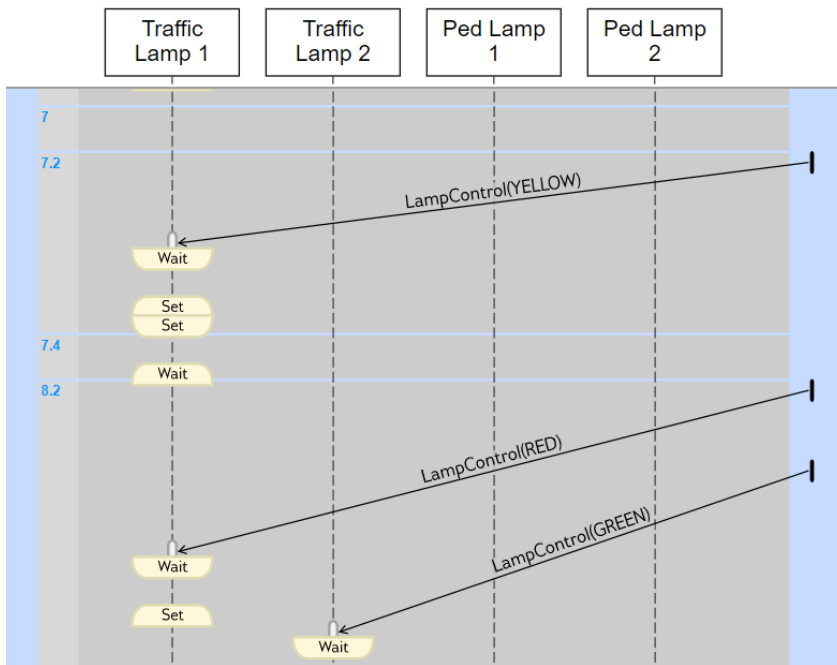 Traffic
Lamp 1
Traffic
Lamp 2
Ped Lamp
1
Ped Lamp
2
7
7.2
LampControl(YELLOW)
Wait
Set
Set
7.4
Wait
8.2
LampControl(RED)
LampControl(GREEN)
Wait
Set
Wait